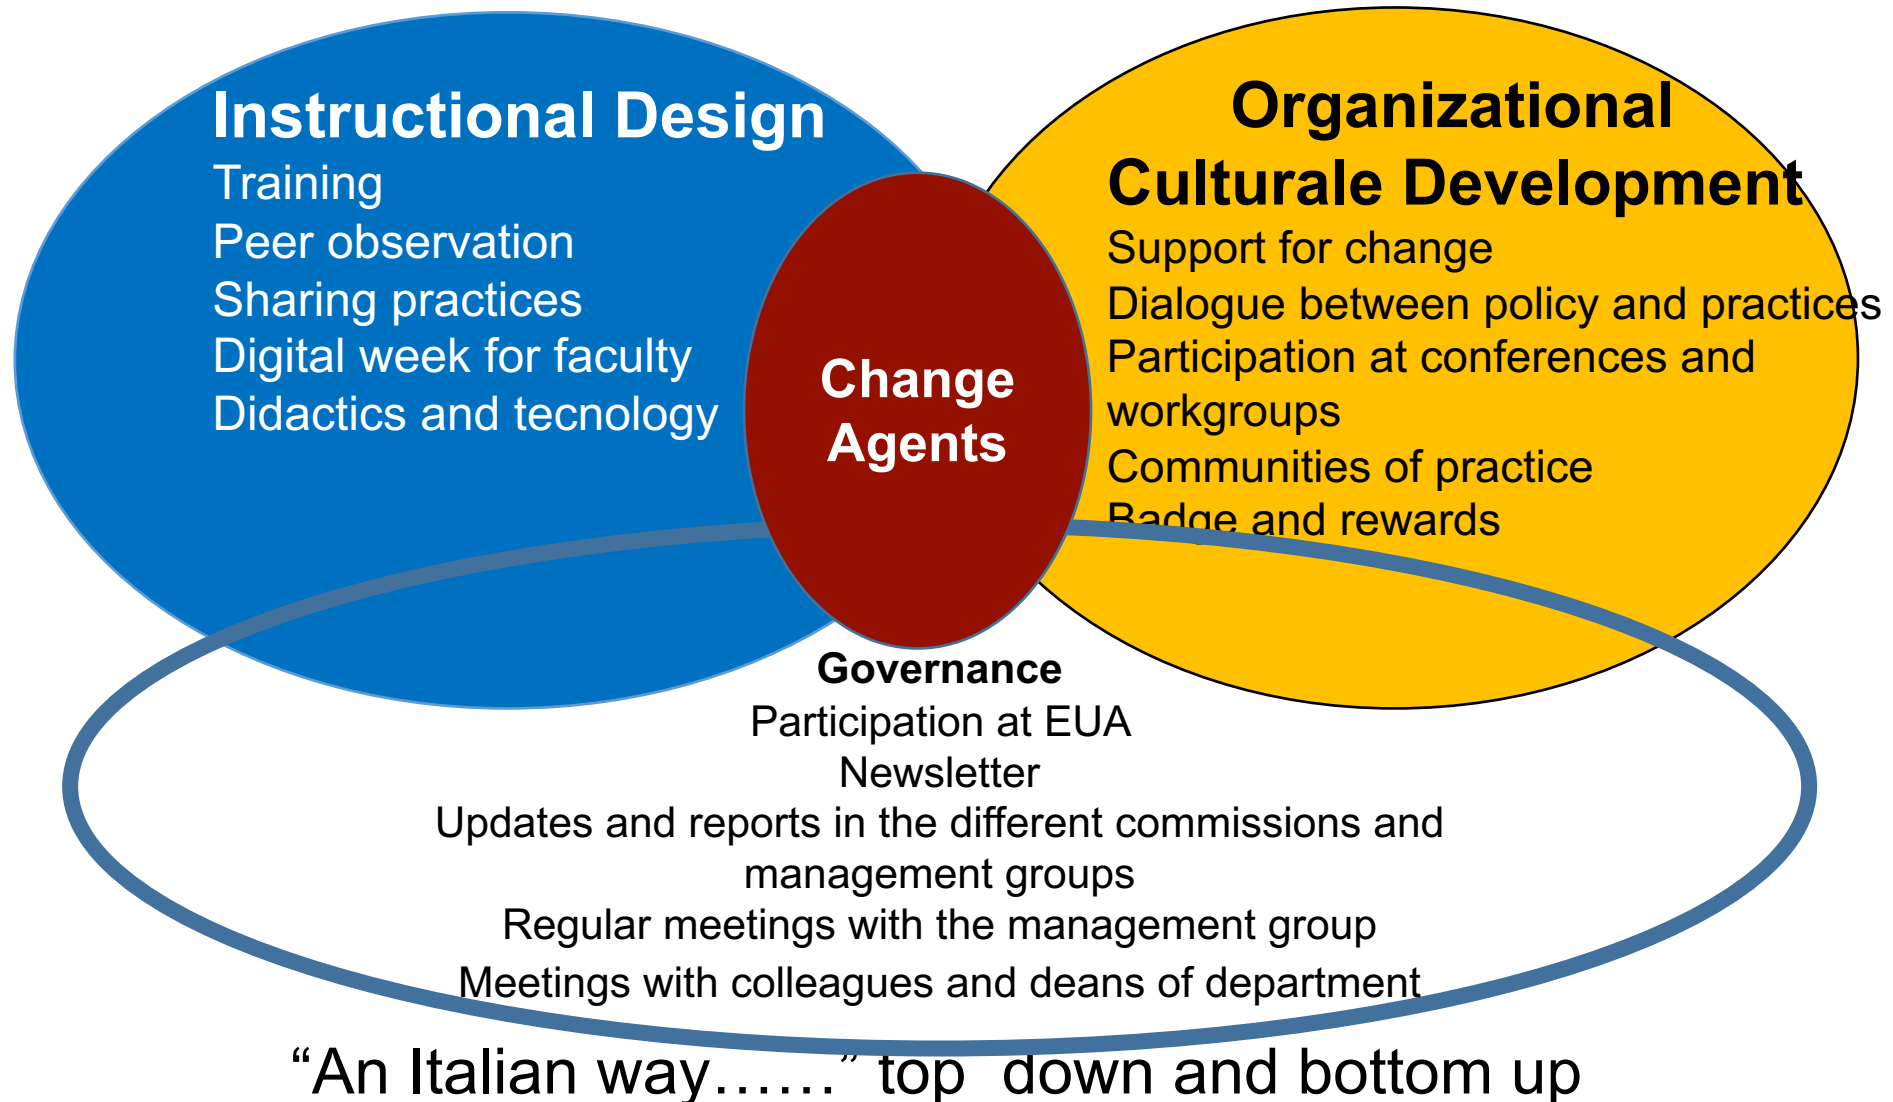 Instructional Design
Training
Peer observation
Sharing practices
Digital week for faculty
Didactics and tecnology
Change
Agents
Organizational
Culturale Development
Support for change
Dialogue between policy and practices
Participation at conferences and
workgroups
Communities of practice
Badge and rewards
Governance
Participation at EUA
Newsletter
Updates and reports in the different commissions and
management groups
Regular meetings with the management group
Meetings with colleagues and deans of department
“An Italian way……” top  down and bottom up